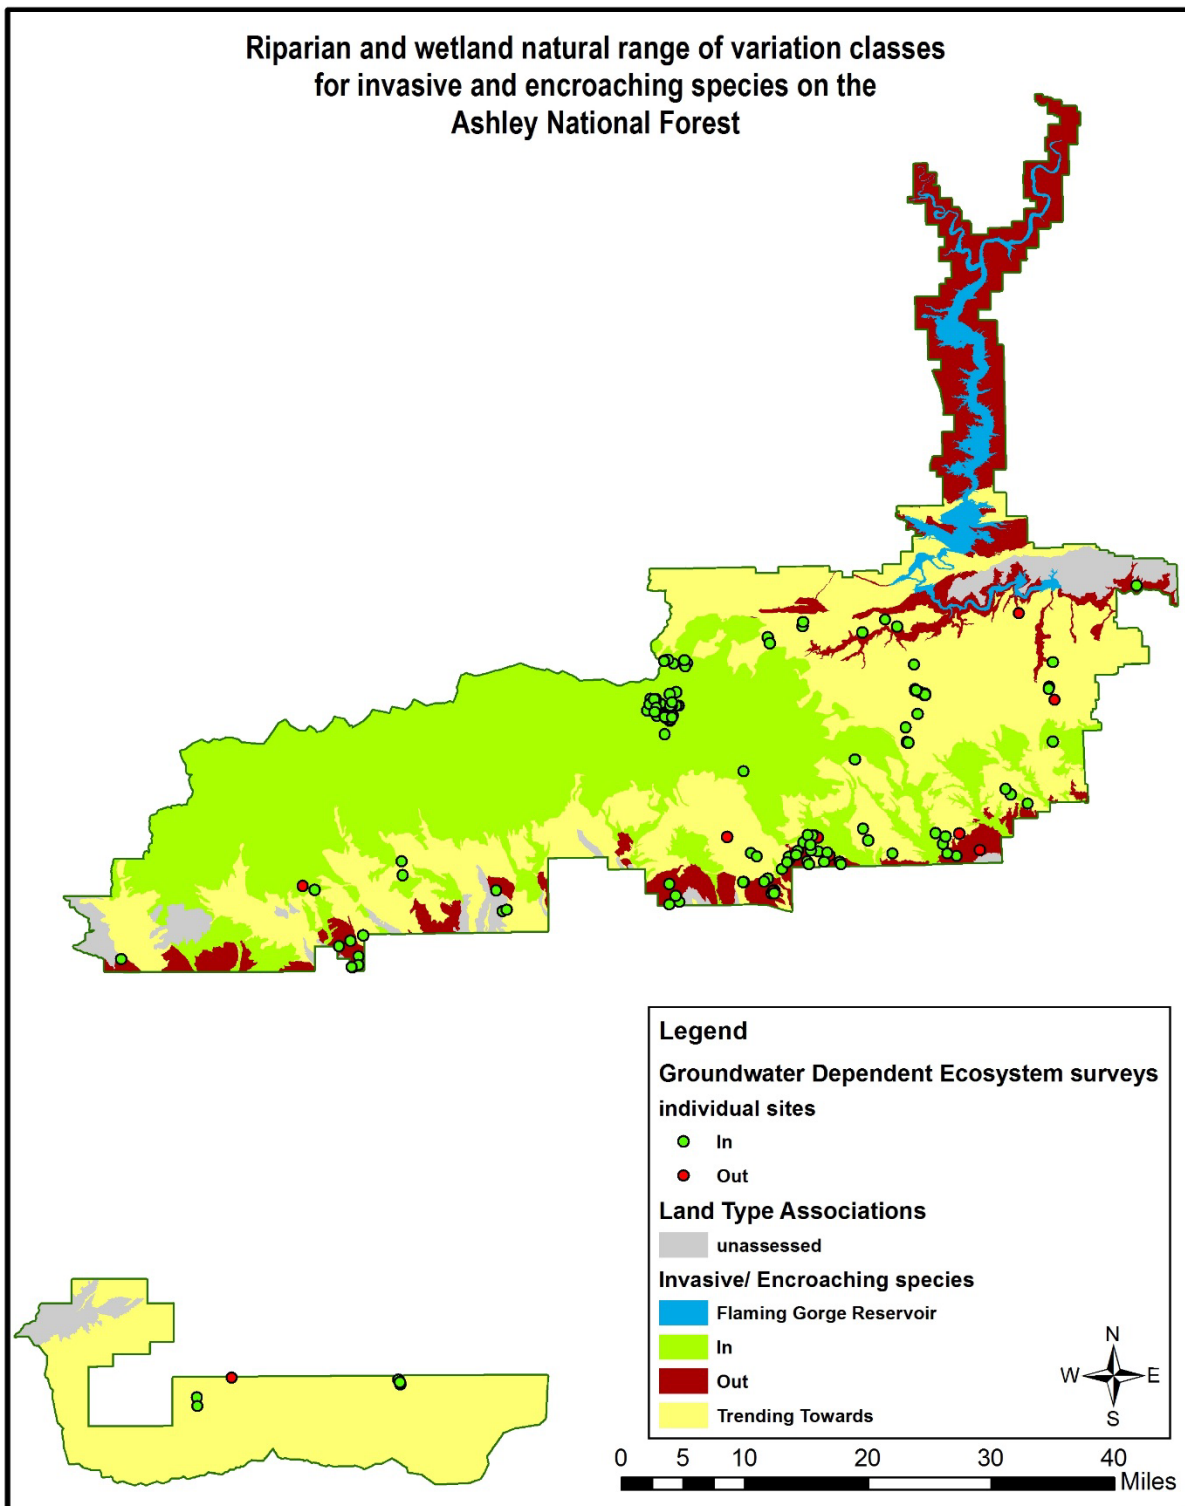 Riparian and wetland natural range of variation classes
for invasive and encroaching species on the
Ashley National Forest
Legend
Groundwater Dependent Ecosystem surveys
individual sites
In
Out
Land Type Associations
unassessed
Invasive/ Encroaching species
Flaming Gorge Reservoir
In
Out
Trending Towards
N
W E
S
0 5 10 20 30 40
Miles